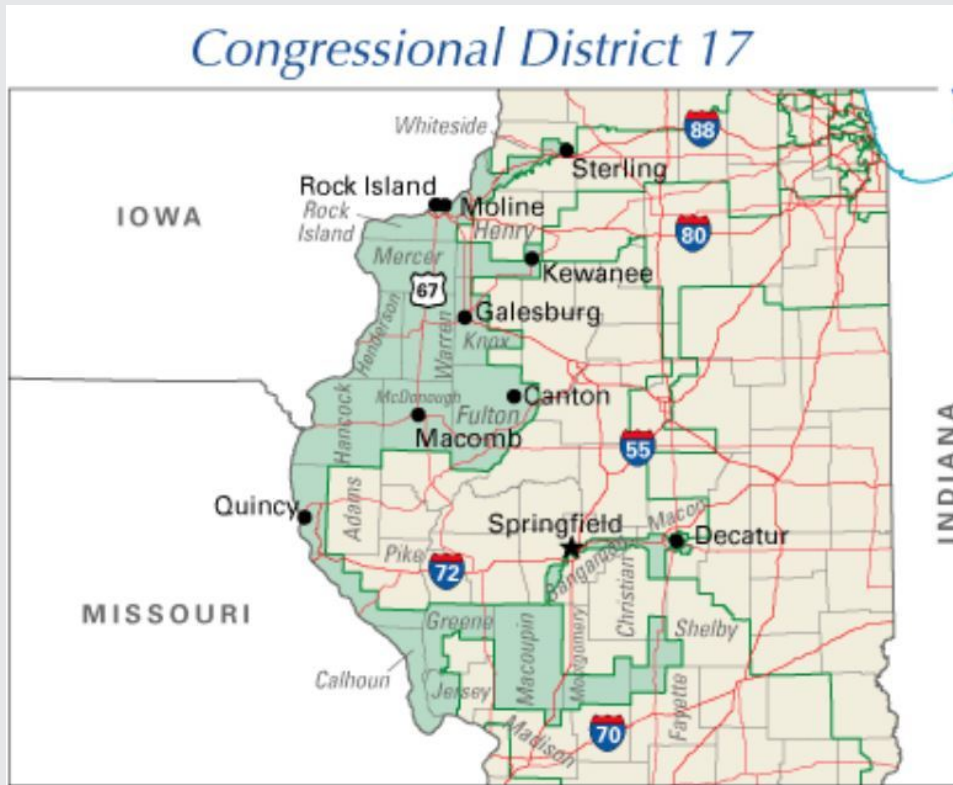 Congressional District 17
Whiteside
88
Sterling
Rock Island
Moline
IOWA
Rock
Island
Henry
80
Mercer
Kewanee
67
Galesburg
Henderson
Warren
Knox
McDonough
Canton
Hancock
Fulton
Macomb
55
INDIANA
Adams
Quincy
Springfield
Macon
Decatur
Pike
72
Sangamon
Christian
MISSOURI
Greene
Shelby
Calhoun
Jersey
Macoupin
Montgomery
Fayette
Madison
70